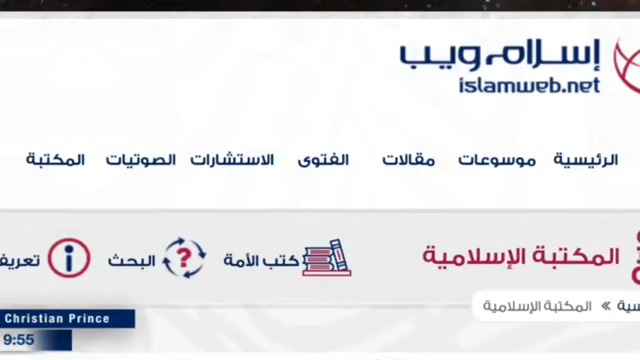 إسلام ويب
islamweb.net
الرئيسية موسوعات مقالات الفتوى الاستشارات الصوتيات المكتبة
المكتبة الإسلامية
كتب الأمة البحث
المكتبة الإسلامية »
Christian Prince
9:55